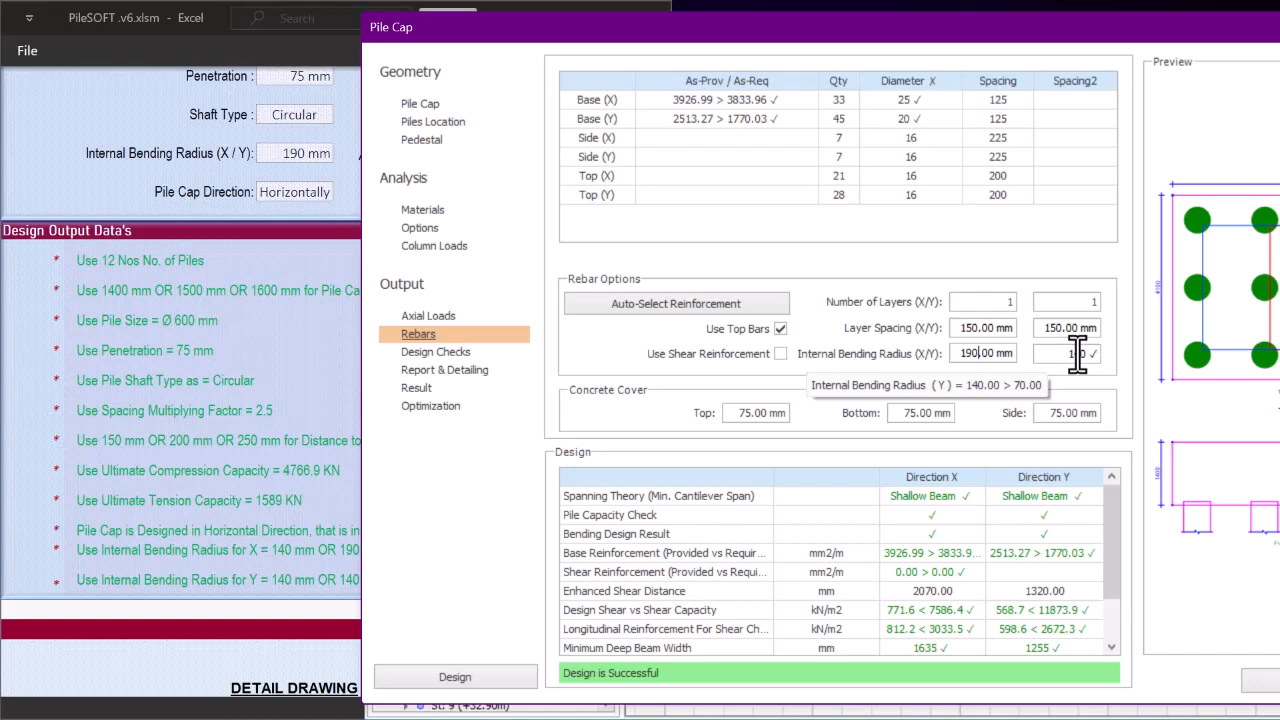 PileSOFT .v6.xlsm - Excel
Search
File
Penetration : 75 mm
Shaft Type : Circular
Internal Bending Radius (X / Y): 190 mm
Pile Cap Direction: Horizontally
Design Output Data's
* Use 12 Nos No. of Piles
* Use 1400 mm OR 1500 mm OR 1600 mm for Pile Ca
* Use Pile Size = Ø 600 mm
* Use Penetration = 75 mm
* Use Pile Shaft Type as = Circular
* Use Spacing Multiplying Factor = 2.5
* Use 150 mm OR 200 mm OR 250 mm for Distance to
* Use Ultimate Compression Capacity = 4766.9 KN
* Use Ultimate Tension Capacity = 1589 KN
* Pile Cap is Designed in Horizontal Direction, that is in
* Use Internal Bending Radius for X = 140 mm OR 190
* Use Internal Bending Radius for Y = 140 mm OR 140
DETAIL DRAWING
Pile Cap
Geometry
Pile Cap
Piles Location
Pedestal
Analysis
Materials
Options
Column Loads
Output
Axial Loads
Rebars
Design Checks
Report & Detailing
Result
Optimization
Design
As-Prov / As-Req Qty Diameter X Spacing Spacing2
Base (X) 3926.99 > 3833.96 ✓ 33 25 ✓ 125
Base (Y) 2513.27 > 1770.03 ✓ 45 20 ✓ 125
Side (X) 7 16 225
Side (Y) 7 16 225
Top (X) 21 16 200
Top (Y) 28 16 200
Rebar Options
Auto-Select Reinforcement
Number of Layers (X/Y): 1 1
Use Top Bars ✓
Layer Spacing (X/Y): 150.00 mm 150.00 mm
Use Shear Reinforcement
Internal Bending Radius (X/Y): 190.00 mm ✓
Internal Bending Radius ( Y ) = 140.00 > 70.00
Concrete Cover
Top: 75.00 mm Bottom: 75.00 mm Side: 75.00 mm
Design
Direction X Direction Y
Spanning Theory (Min. Cantilever Span) Shallow Beam ✓ Shallow Beam ✓
Pile Capacity Check ✓ ✓
Bending Design Result ✓ ✓
Base Reinforcement (Provided vs Requir... mm2/m 3926.99 > 3833.9... 2513.27 > 1770.03 ✓
Shear Reinforcement (Provided vs Requi... mm2/m 0.00 > 0.00 ✓
Enhanced Shear Distance mm 2070.00 1320.00
Design Shear vs Shear Capacity kN/m2 771.6 < 7586.4 ✓ 568.7 < 11873.9 ✓
Longitudinal Reinforcement For Shear Ch... kN/m2 812.2 < 3033.5 ✓ 598.6 < 2672.3 ✓
Minimum Deep Beam Width mm 1635 ✓ 1255 ✓
Design is Successful
Preview
4100
1400
St: 9 (+32.90m)